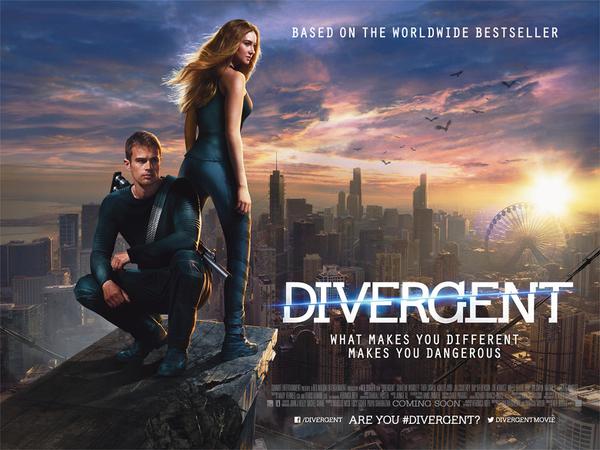 BASED ON THE WORLDWIDE BESTSELLER
DIVERGENT
WHAT MAKES YOU DIFFERENT
MAKES YOU DANGEROUS
COMING SOON
/DIVERGENT ARE YOU #DIVERGENT? DIVERGENTMOVIE